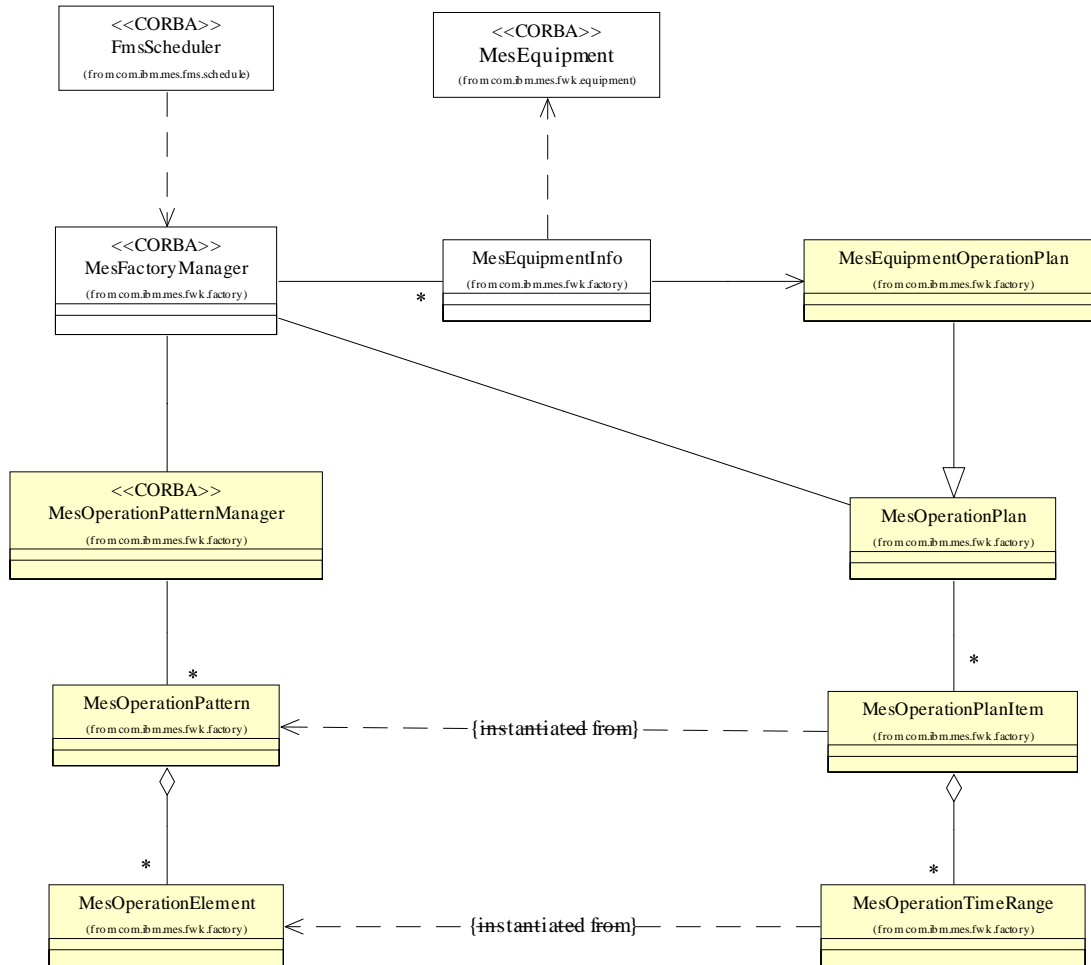 <<CORBA>>
FmsScheduler
(from com.ibm.mes.fms.schedule)
<<CORBA>>
MesEquipment
(from com.ibm.mes.fwk.equipment)
<<CORBA>>
MesFactoryManager
(from com.ibm.mes.fwk.factory)
*
MesEquipmentInfo
(from com.ibm.mes.fwk.factory)
MesEquipmentOperationPlan
(from com.ibm.mes.fwk.factory)
<<CORBA>>
MesOperationPatternManager
(from com.ibm.mes.fwk.factory)
MesOperationPlan
(from com.ibm.mes.fwk.factory)
*
*
MesOperationPattern
(from com.ibm.mes.fwk.factory)
{instantiated from}
MesOperationPlanItem
(from com.ibm.mes.fwk.factory)
*
*
MesOperationElement
(from com.ibm.mes.fwk.factory)
{instantiated from}
MesOperationTimeRange
(from com.ibm.mes.fwk.factory)